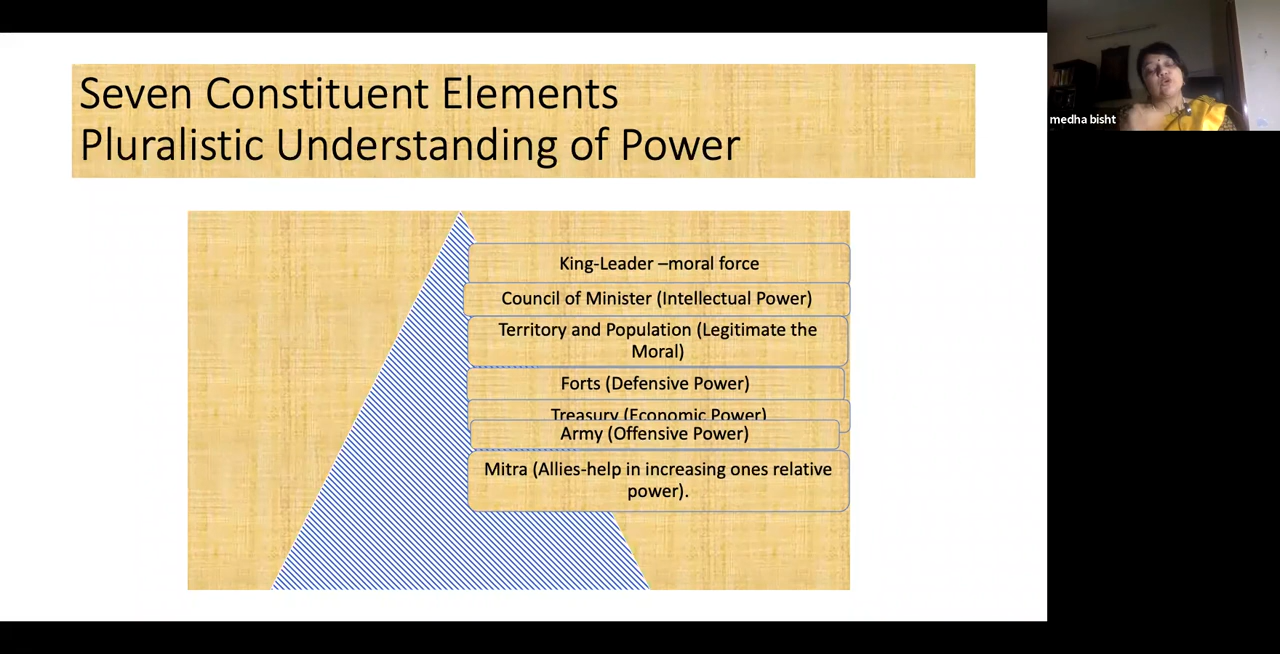 Seven Constituent Elements
Pluralistic Understanding of Power
King-Leader –moral force
Council of Minister (Intellectual Power)
Territory and Population (Legitimate the
Moral)
Forts (Defensive Power)
Treasury (Economic Power)
Army (Offensive Power)
Mitra (Allies-help in increasing ones relative
power).
medha bisht